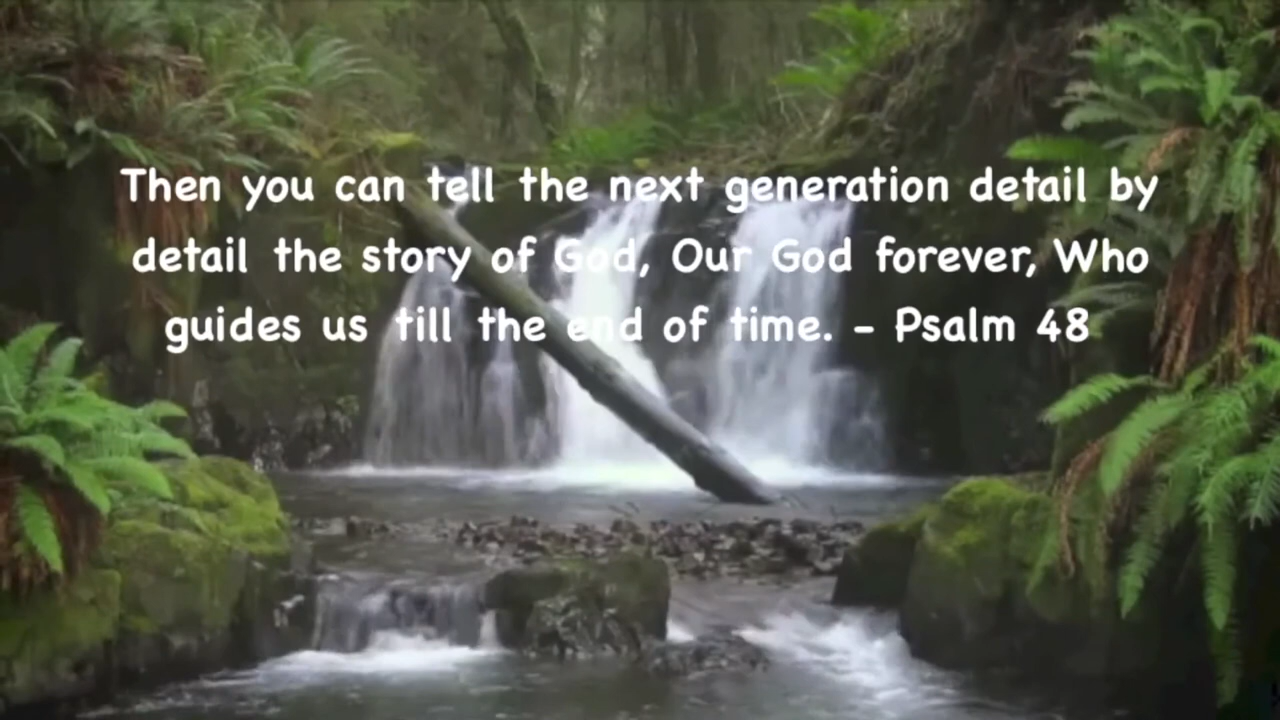 Then you can tell the next generation detail by
detail the story of God, Our God forever, Who
guides us till the end of time. - Psalm 48